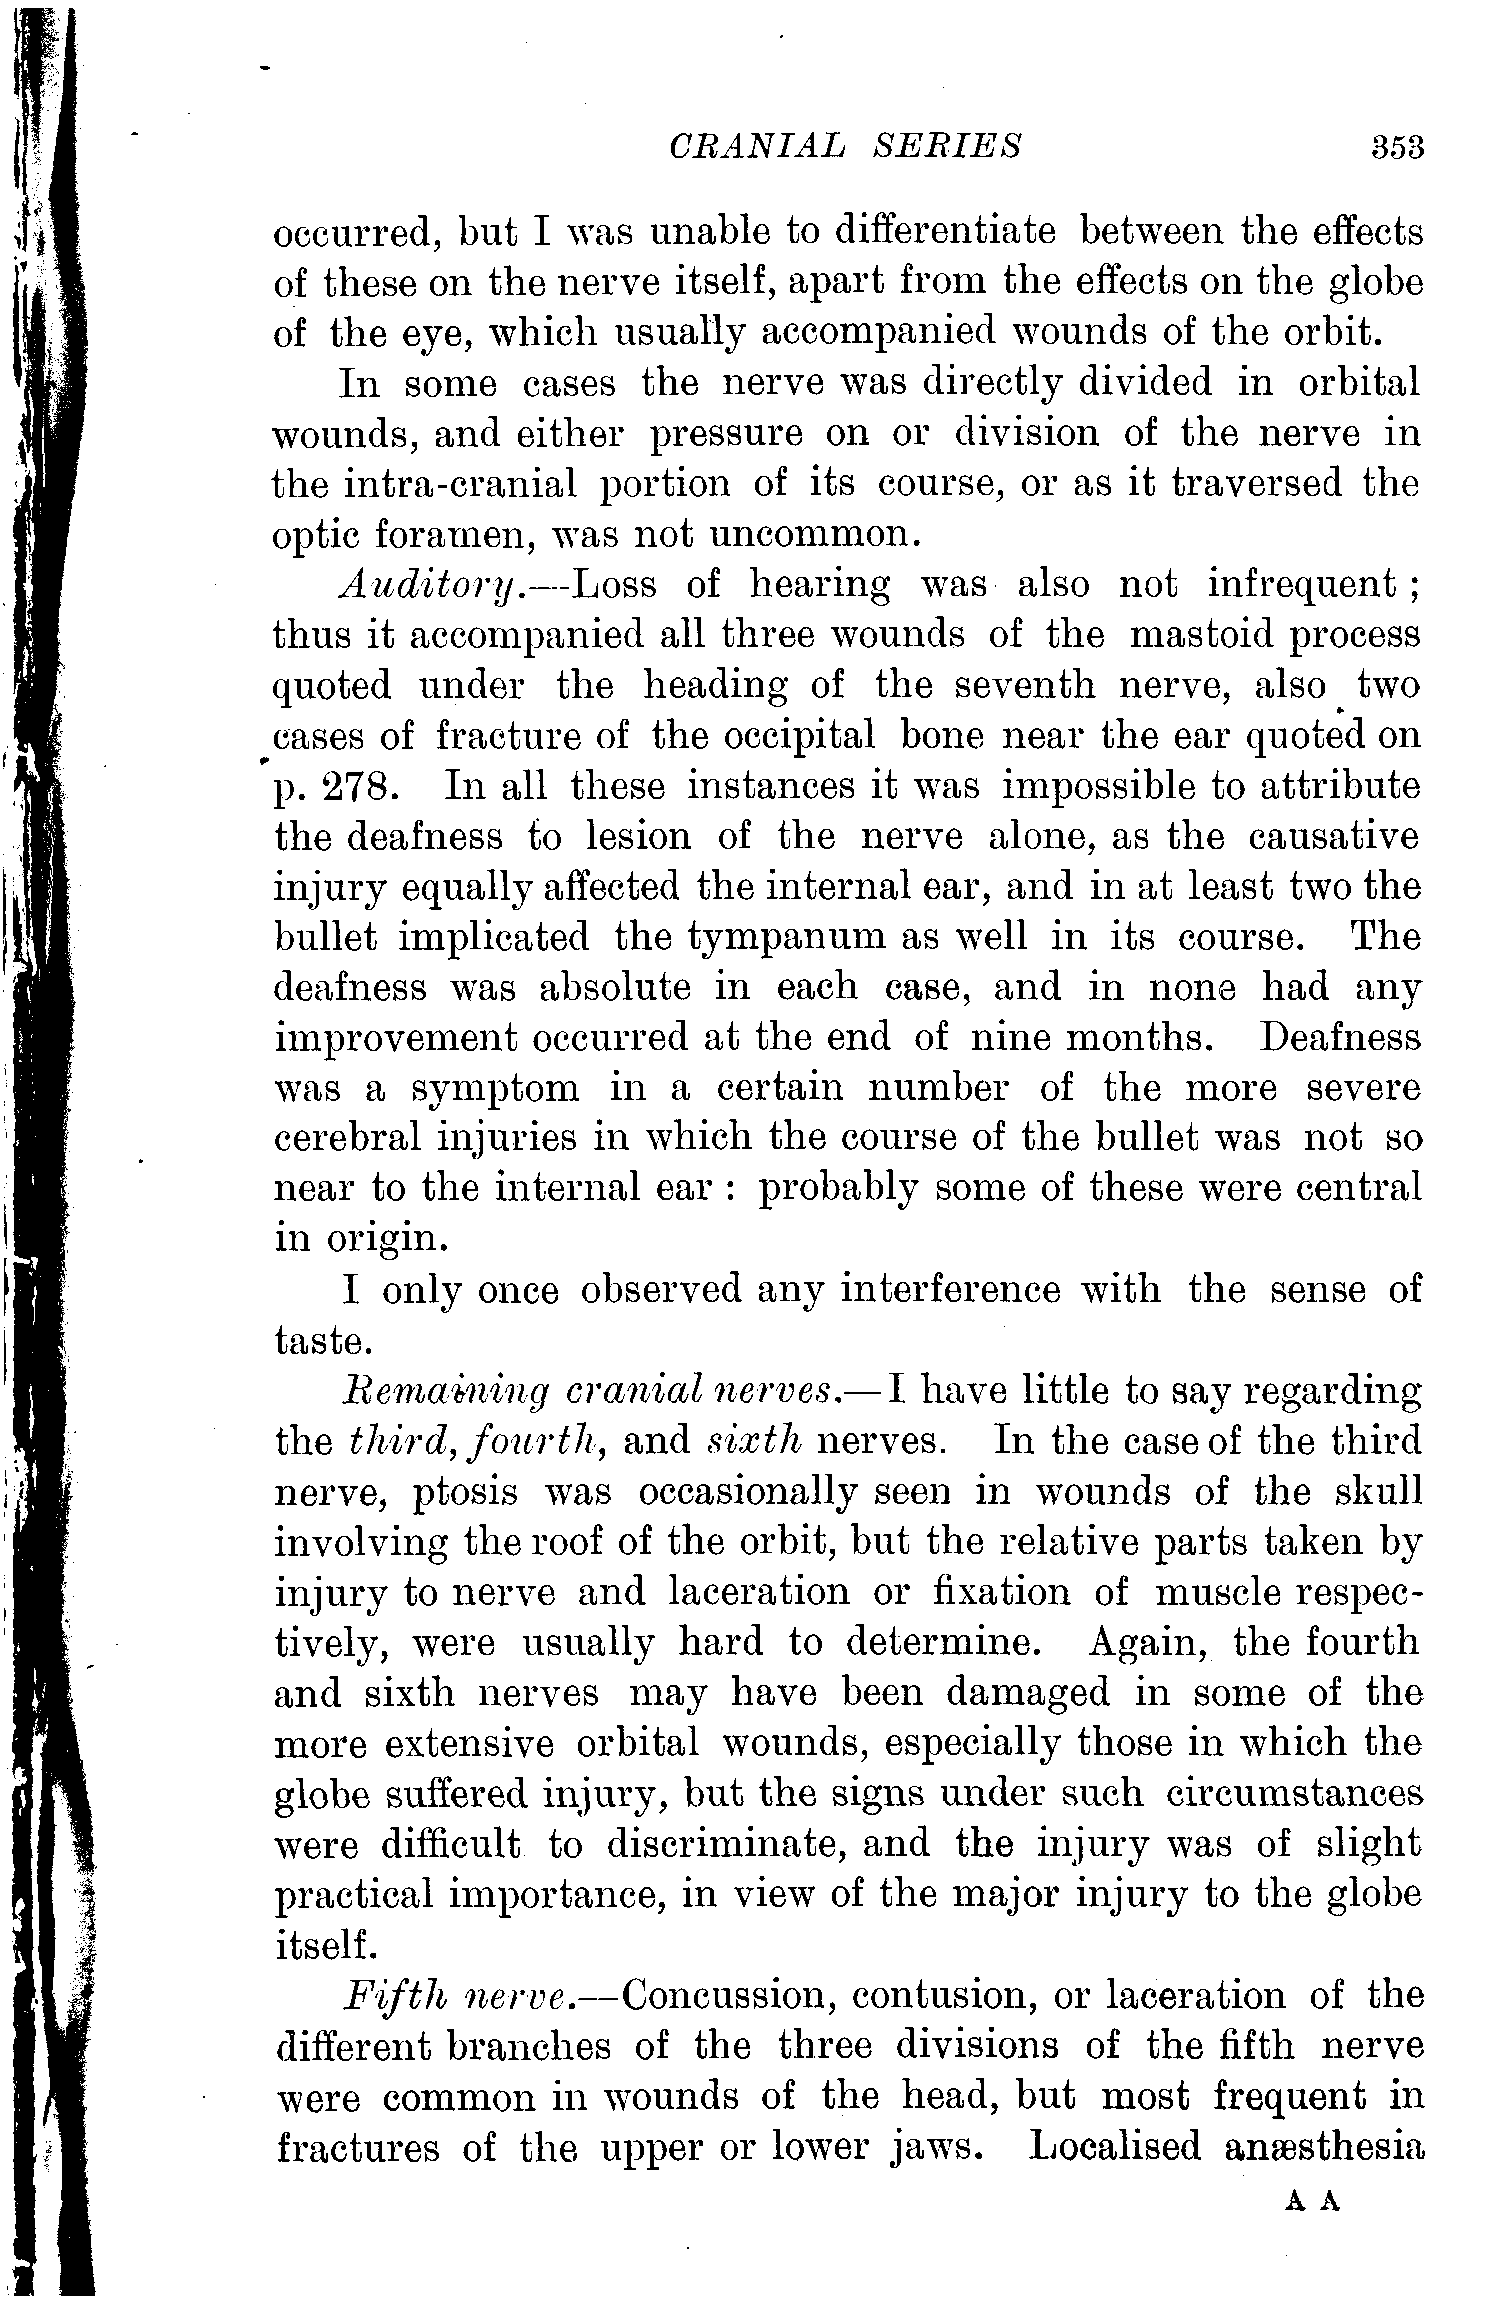 CRANIAL SERIES 353
occurred, but I was unable to differentiate between the effects
of these on the nerve itself, apart from the effects on the globe
of the eye, which usually accompanied wounds of the orbit.
In some cases the nerve was directly divided in orbital
wounds, and either pressure on or division of the nerve in
the intra-cranial portion of its course, or as it traversed the
optic foramen, was not uncommon.
Auditory.—Loss of hearing was also not infrequent ;
thus it accompanied all three wounds of the mastoid process
quoted under the heading of the seventh nerve, also two
cases of fracture of the occipital bone near the ear quoted on
p. 278. In all these instances it was impossible to attribute
the deafness to lesion of the nerve alone, as the causative
injury equally affected the internal ear, and in at least two the
bullet implicated the tympanum as well in its course. The
deafness was absolute in each case, and in none had any
improvement occurred at the end of nine months. Deafness
was a symptom in a certain number of the more severe
cerebral injuries in which the course of the bullet was not so
near to the internal ear : probably some of these were central
in origin.
I only once observed any interference with the sense of
taste.
Remaining cranial nerves.—I have little to say regarding
the third, fourth, and sixth nerves. In the case of the third
nerve, ptosis was occasionally seen in wounds of the skull
involving the roof of the orbit, but the relative parts taken by
injury to nerve and laceration or fixation of muscle respec-
tively, were usually hard to determine. Again, the fourth
and sixth nerves may have been damaged in some of the
more extensive orbital wounds, especially those in which the
globe suffered injury, but the signs under such circumstances
were difficult to discriminate, and the injury was of slight
practical importance, in view of the major injury to the globe
itself.
Fifth nerve.—Concussion, contusion, or laceration of the
different branches of the three divisions of the fifth nerve
were common in wounds of the head, but most frequent in
fractures of the upper or lower jaws. Localised anæsthesia
A A